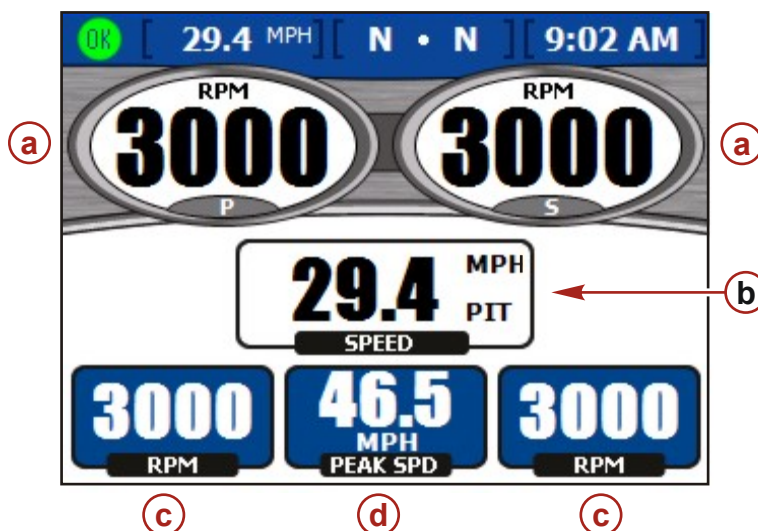 OK [ 29.4 MPH ] [ N • N ] [ 9:02 AM ]
RPM RPM
a 3000 3000 a
P S
29.4 MPH
PIT b
SPEED
3000 46.5 3000
MPH
RPM PEAK SPD RPM
c d c